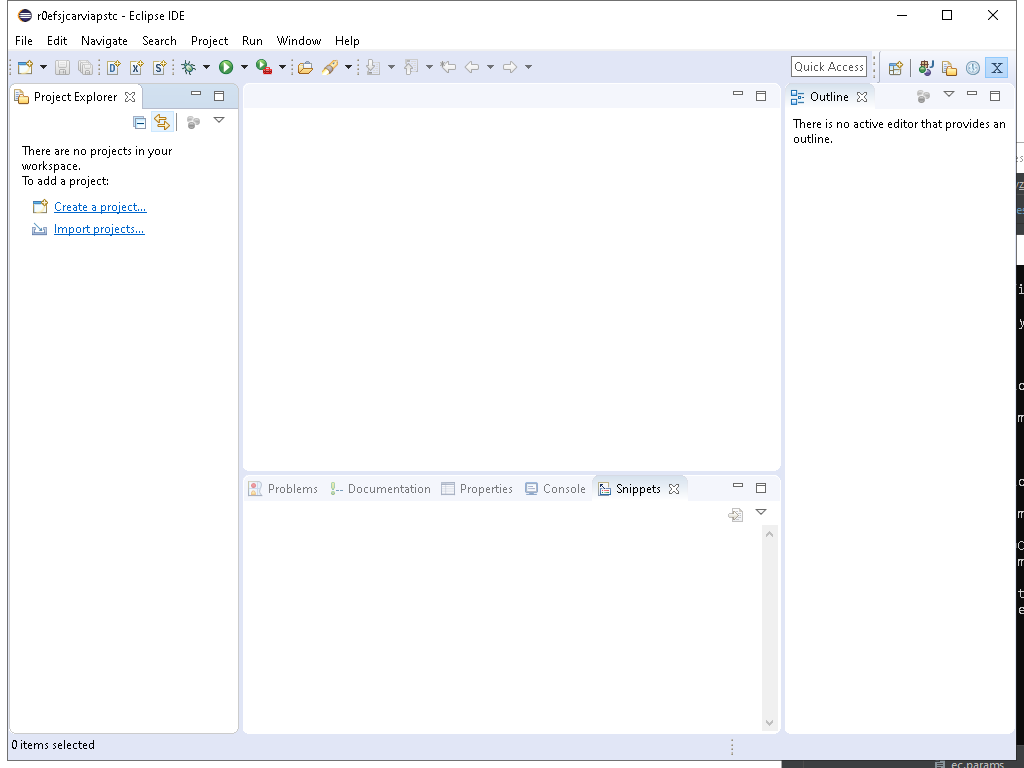 r0efsjcarviapstc - Eclipse IDE
File Edit Navigate Search Project Run Window Help
Quick Access
Project Explorer
Outline
There is no active editor that provides an
outline.
There are no projects in your
workspace.
To add a project:
Create a project...
Import projects...
Problems Documentation Properties Console Snippets
0 items selected
ec.params